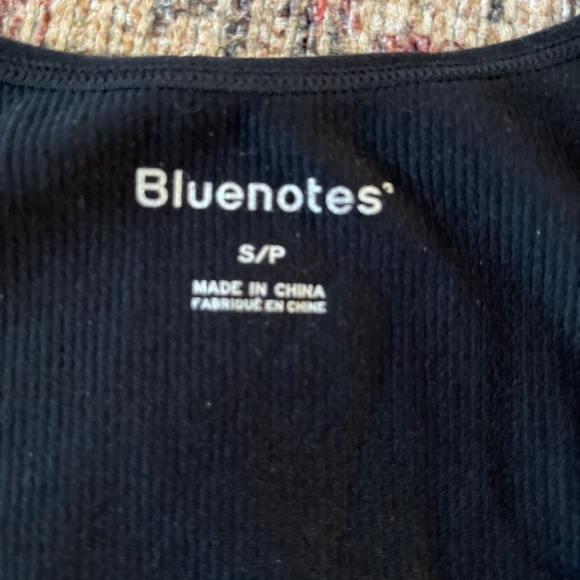 Bluenotes
S/P
MADE IN CHINA
FABRIQUÉ EN CHINE